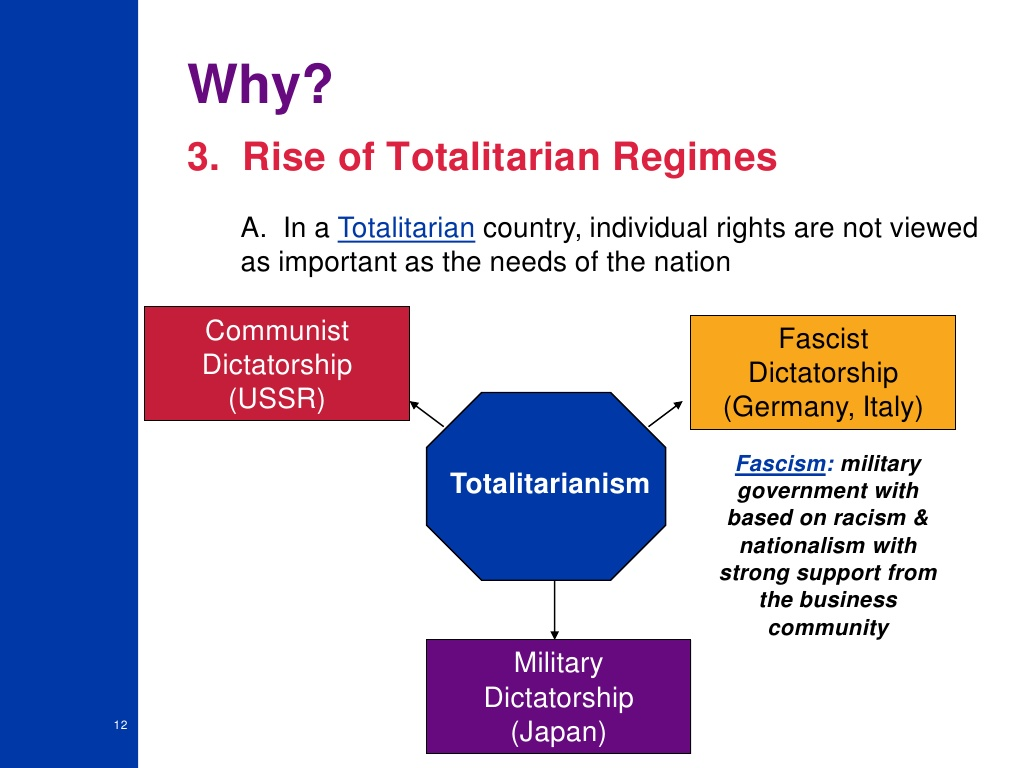 Why?
3. Rise of Totalitarian Regimes
A. In a Totalitarian country, individual rights are not viewed
as important as the needs of the nation
Communist
Dictatorship
(USSR)
Fascist
Dictatorship
(Germany, Italy)
Totalitarianism
Fascism: military
government with
based on racism &
nationalism with
strong support from
the business
community
Military
Dictatorship
(Japan)
12